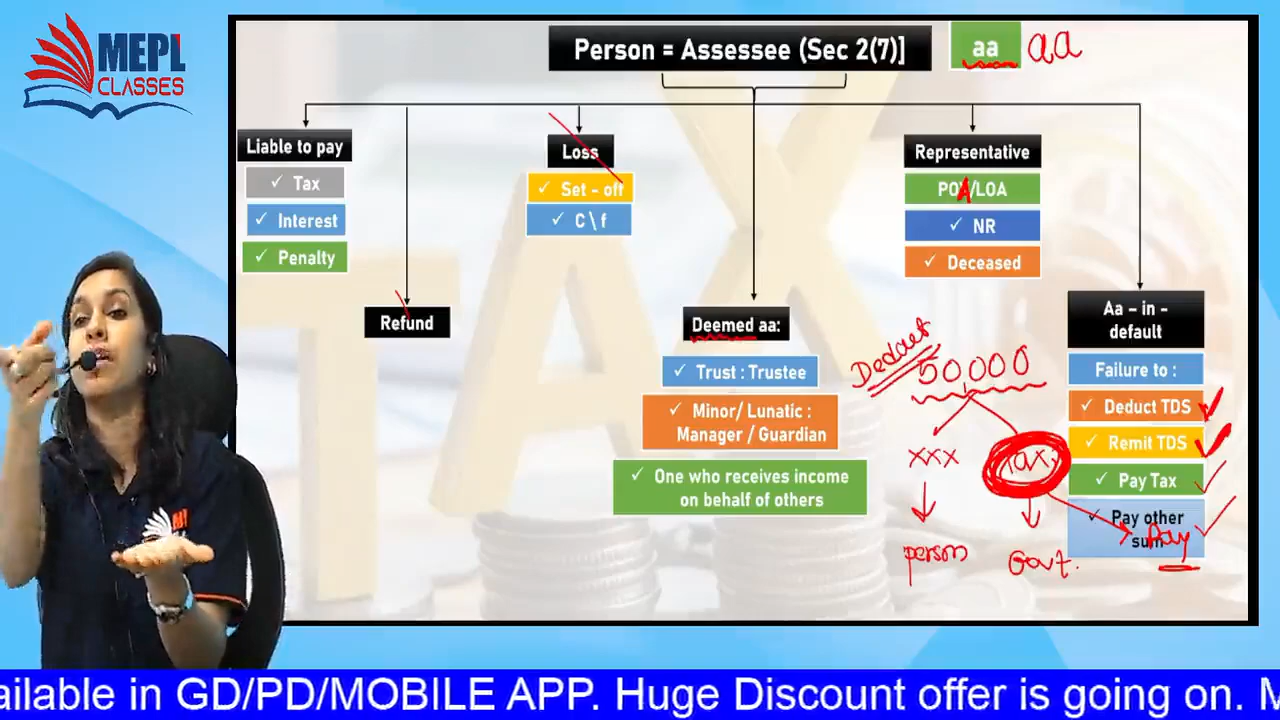 MEPL
CLASSES
Person = Assessee (Sec 2(7)]
aa
aa
Liable to pay
✓ Tax
✓ Interest
✓ Penalty
Refund
Loss
✓ Set - off
✓ C\f
Deemed aa:
✓ Trust : Trustee
✓ Minor/ Lunatic :
Manager / Guardian
✓ One who receives income
on behalf of others
Representative
POA/LOA
✓ NR
✓ Deceased
Aa – in –
default
Failure to :
✓ Deduct TDS
✓ Remit TDS
✓ Pay Tax
✓ Pay other
sum
Deduct
50,000
xxx
Tax
person
Govt.
Pay
ailable in GD/PD/MOBILE APP. Huge Discount offer is going on. M